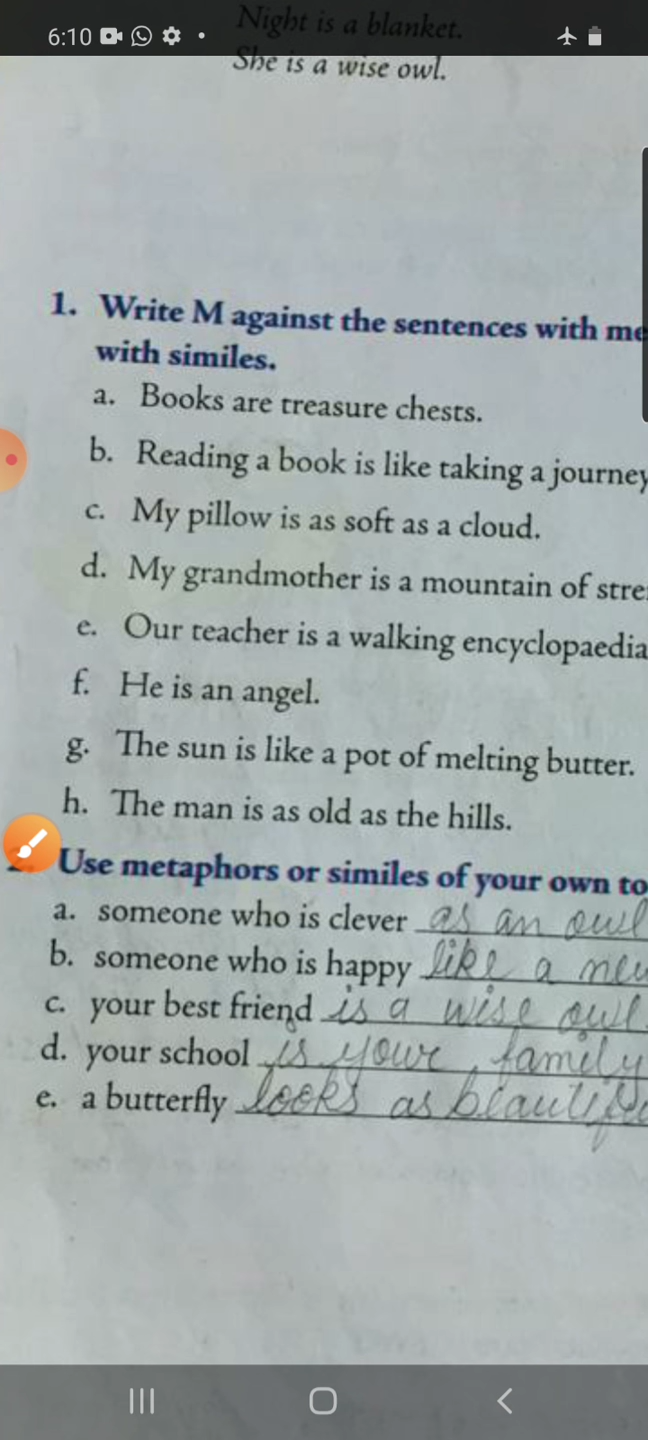 6:10
Night is a blanket.
She is a wise owl.
1. Write M against the sentences with me
with similes.
a. Books are treasure chests.
b. Reading a book is like taking a journey
c. My pillow is as soft as a cloud.
d. My grandmother is a mountain of stre
e. Our teacher is a walking encyclopaedia
f. He is an angel.
g. The sun is like a pot of melting butter.
h. The man is as old as the hills.
Use metaphors or similes of your own to
a. someone who is clever as an owl
b. someone who is happy like a
c. your best friend is a wise owl
d. your school is your family
e. a butterfly looks as